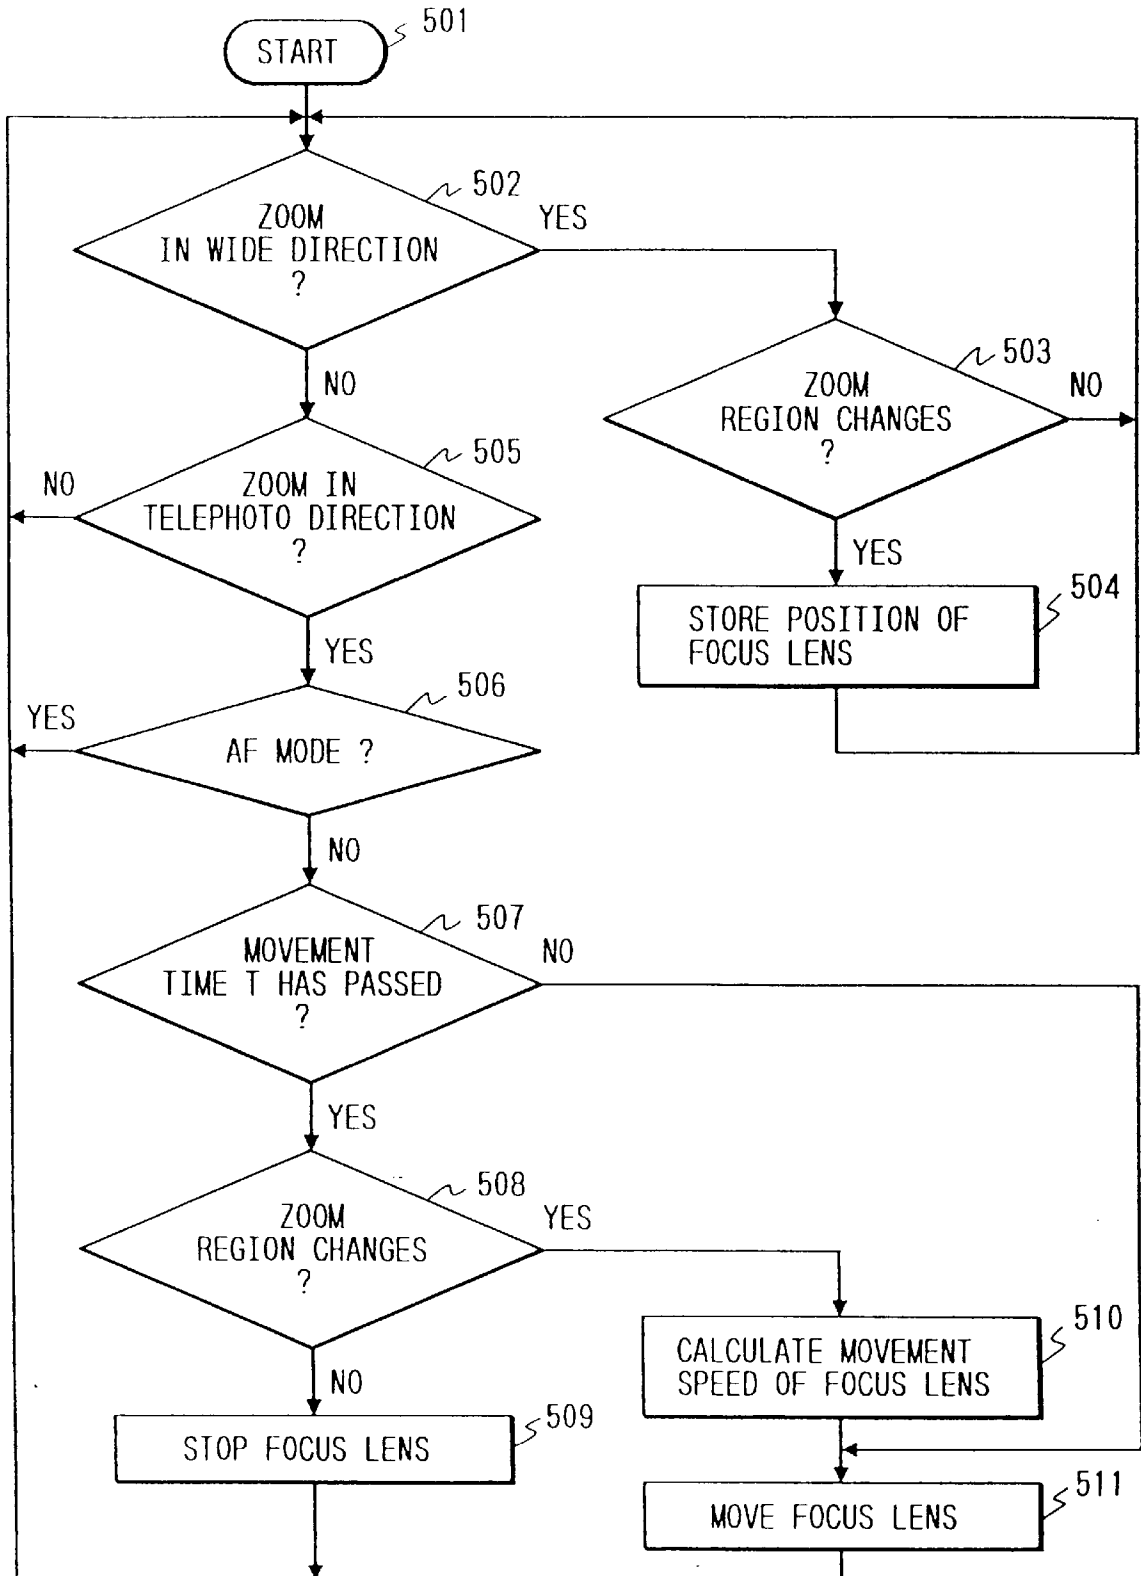 START
501
ZOOM
IN WIDE DIRECTION
?
502
YES
NO
ZOOM
REGION CHANGES
?
503
NO
YES
STORE POSITION OF
FOCUS LENS
504
ZOOM IN
TELEPHOTO DIRECTION
?
505
NO
YES
AF MODE ?
506
YES
NO
MOVEMENT
TIME T HAS PASSED
?
507
NO
YES
ZOOM
REGION CHANGES
?
508
YES
NO
STOP FOCUS LENS
509
CALCULATE MOVEMENT
SPEED OF FOCUS LENS
510
MOVE FOCUS LENS
511